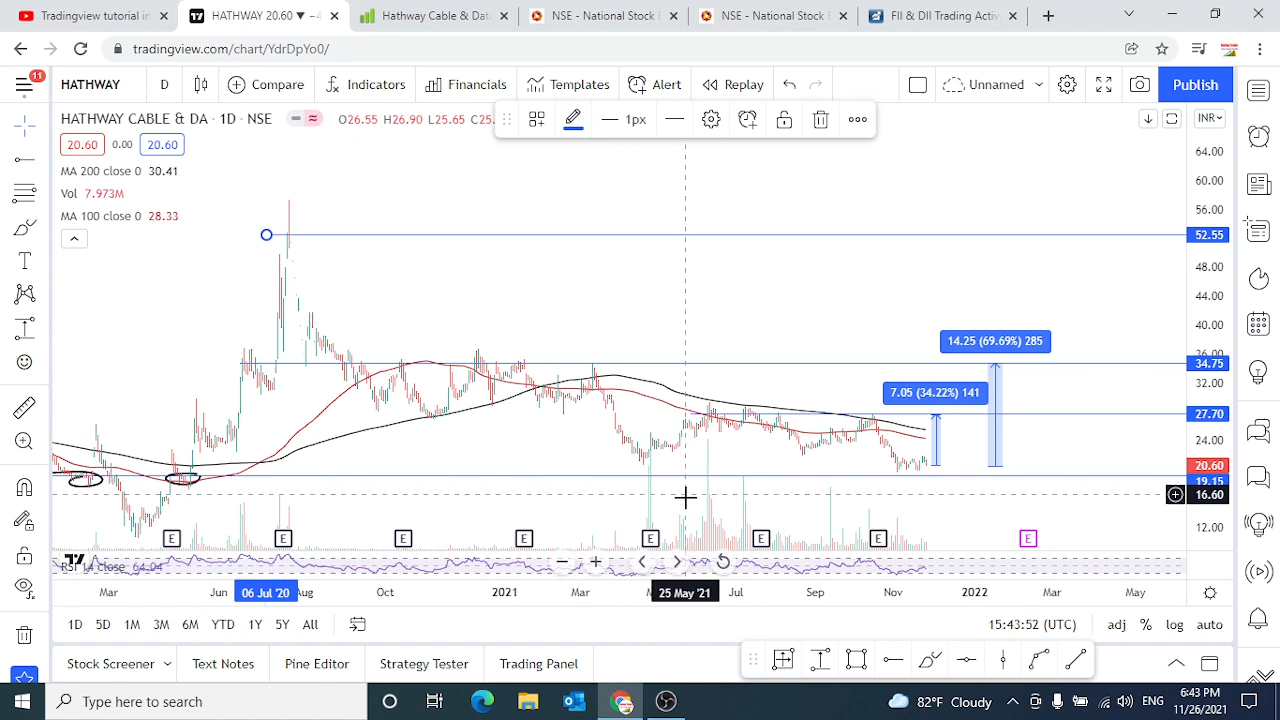 Tradingview tutorial in
HATHWAY 20.60 ▼ −4
Hathway Cable & Data
NSE - National Stock E
NSE - National Stock E
FII & DII Trading Activ
tradingview.com/chart/YdrDpYo0/
11
HATHWAY
D
Compare
Indicators
Financials
Templates
Alert
Replay
Unnamed
Publish
HATHWAY CABLE & DA · 1D · NSE
O26.55 H26.90 L25.65 C25.
1px
INR
20.60 0.00 20.60
MA 200 close 0 30.41
Vol 7.973M
MA 100 close 0 28.33
64.00
60.00
56.00
52.55
48.00
44.00
40.00
36.00
34.75
32.00
27.70
24.00
20.60
19.15
16.60
12.00
14.25 (69.69%) 285
7.05 (34.22%) 141
E E E E E E E E
RSI 14 close 64.04
Mar Jun 06 Jul '20 Aug Oct 2021 Mar 25 May '21 Jul Sep Nov 2022 Mar May
1D 5D 1M 3M 6M YTD 1Y 5Y All
15:43:52 (UTC) adj % log auto
Stock Screener Text Notes Pine Editor Strategy Tester Trading Panel
Type here to search
82°F Cloudy
ENG
6:43 PM
11/26/2021